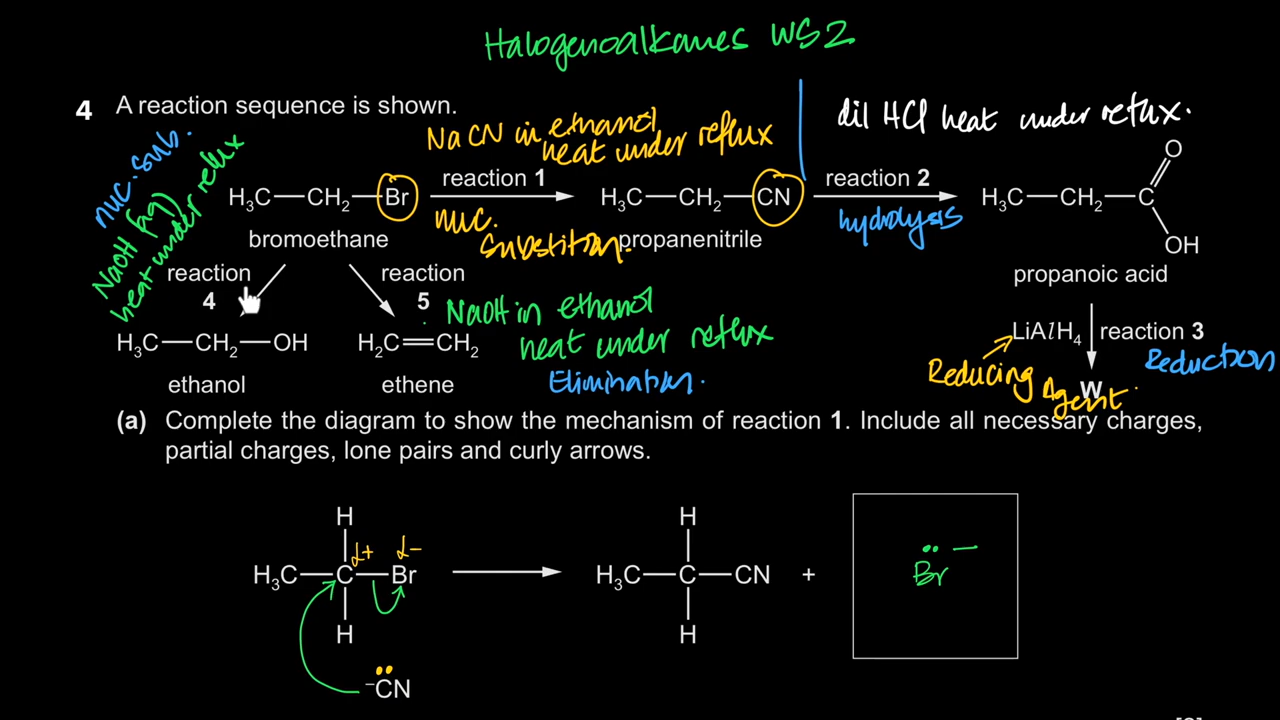 Halogenoalkanes WS2
4 A reaction sequence is shown.
NaCN in ethanol
heat under reflux
dil HCl heat under reflux.
nuc. sub.
NaOH (aq)
heat under reflux
H3C—CH2—Br
reaction 1
H3C—CH2—CN
reaction 2
H3C—CH2—C
O
OH
nuc.
substition.
hydrolysis
bromoethane
propanenitrile
propanoic acid
reaction
4
reaction
5
NaOH in ethanol
heat under reflux
Elimination.
LiAlH4
reaction 3
Reducing Agent.
Reduction
W
H3C—CH2—OH
H2C=CH2
ethanol
ethene
(a) Complete the diagram to show the mechanism of reaction 1. Include all necessary charges,
partial charges, lone pairs and curly arrows.
H
H
δ+ δ−
H3C—C—Br
H3C—C—CN
+
Br −
H
H
−CN